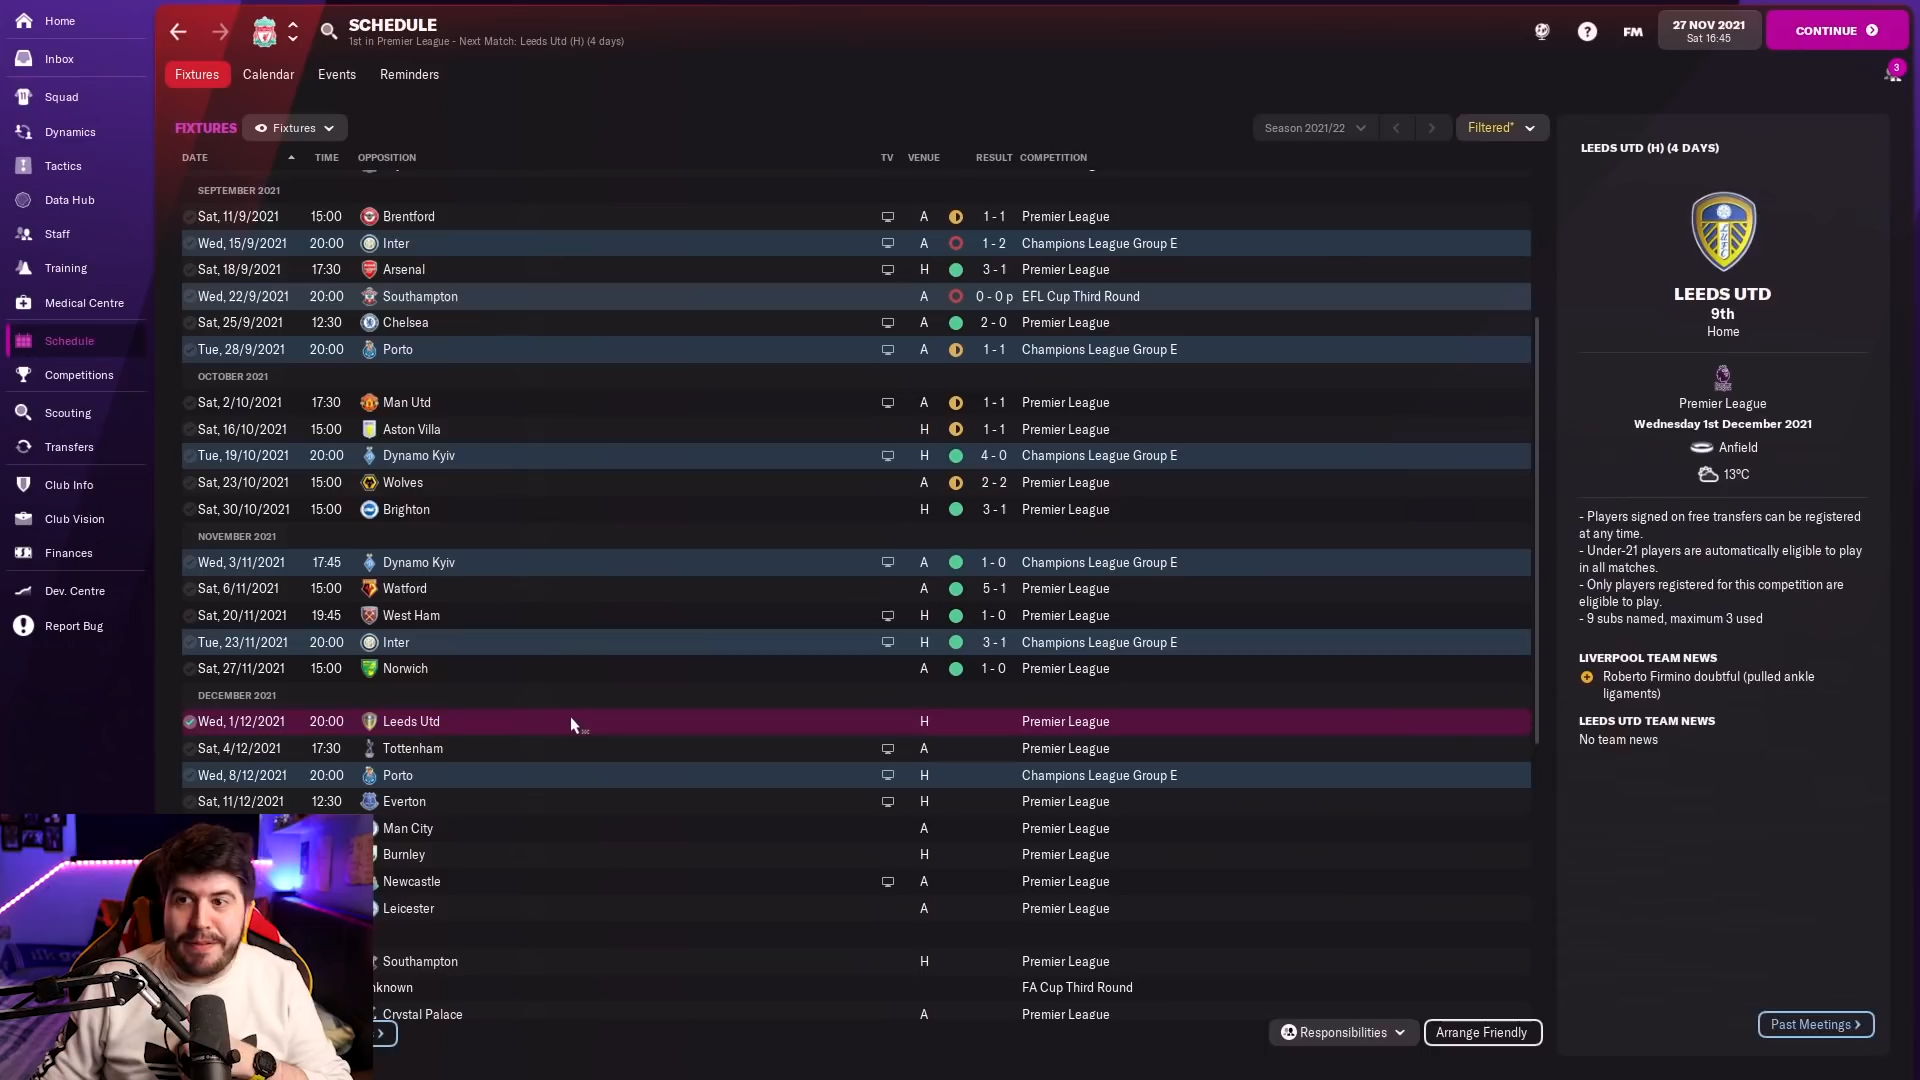 Home
Inbox
Squad
Dynamics
Tactics
Data Hub
Staff
Training
Medical Centre
Schedule
Competitions
Scouting
Transfers
Club Info
Club Vision
Finances
Dev. Centre
Report Bug
SCHEDULE
1st in Premier League - Next Match: Leeds Utd (H) (4 days)
FM
27 NOV 2021
Sat 16:45
CONTINUE
3
Fixtures Calendar Events Reminders
FIXTURES Fixtures Season 2021/22 Filtered*
DATE TIME OPPOSITION TV VENUE RESULT COMPETITION
SEPTEMBER 2021
Sat, 11/9/2021 15:00 Brentford A 1 - 1 Premier League
Wed, 15/9/2021 20:00 Inter A 1 - 2 Champions League Group E
Sat, 18/9/2021 17:30 Arsenal H 3 - 1 Premier League
Wed, 22/9/2021 20:00 Southampton A 0 - 0 p EFL Cup Third Round
Sat, 25/9/2021 12:30 Chelsea A 2 - 0 Premier League
Tue, 28/9/2021 20:00 Porto A 1 - 1 Champions League Group E
OCTOBER 2021
Sat, 2/10/2021 17:30 Man Utd A 1 - 1 Premier League
Sat, 16/10/2021 15:00 Aston Villa H 1 - 1 Premier League
Tue, 19/10/2021 20:00 Dynamo Kyiv H 4 - 0 Champions League Group E
Sat, 23/10/2021 15:00 Wolves A 2 - 2 Premier League
Sat, 30/10/2021 15:00 Brighton H 3 - 1 Premier League
NOVEMBER 2021
Wed, 3/11/2021 17:45 Dynamo Kyiv A 1 - 0 Champions League Group E
Sat, 6/11/2021 15:00 Watford A 5 - 1 Premier League
Sat, 20/11/2021 19:45 West Ham H 1 - 0 Premier League
Tue, 23/11/2021 20:00 Inter H 3 - 1 Champions League Group E
Sat, 27/11/2021 15:00 Norwich A 1 - 0 Premier League
DECEMBER 2021
Wed, 1/12/2021 20:00 Leeds Utd H Premier League
Sat, 4/12/2021 17:30 Tottenham A Premier League
Wed, 8/12/2021 20:00 Porto H Champions League Group E
Sat, 11/12/2021 12:30 Everton H Premier League
Man City A Premier League
Burnley H Premier League
Newcastle A Premier League
Leicester A Premier League
Southampton H Premier League
nknown FA Cup Third Round
Crystal Palace A Premier League
Responsibilities Arrange Friendly
LEEDS UTD (H) (4 DAYS)
LEEDS UTD
9th
Home
Premier League
Wednesday 1st December 2021
Anfield
13ºC
- Players signed on free transfers can be registered
at any time.
- Under-21 players are automatically eligible to play
in all matches.
- Only players registered for this competition are
eligible to play.
- 9 subs named, maximum 3 used
LIVERPOOL TEAM NEWS
Roberto Firmino doubtful (pulled ankle
ligaments)
LEEDS UTD TEAM NEWS
No team news
Past Meetings